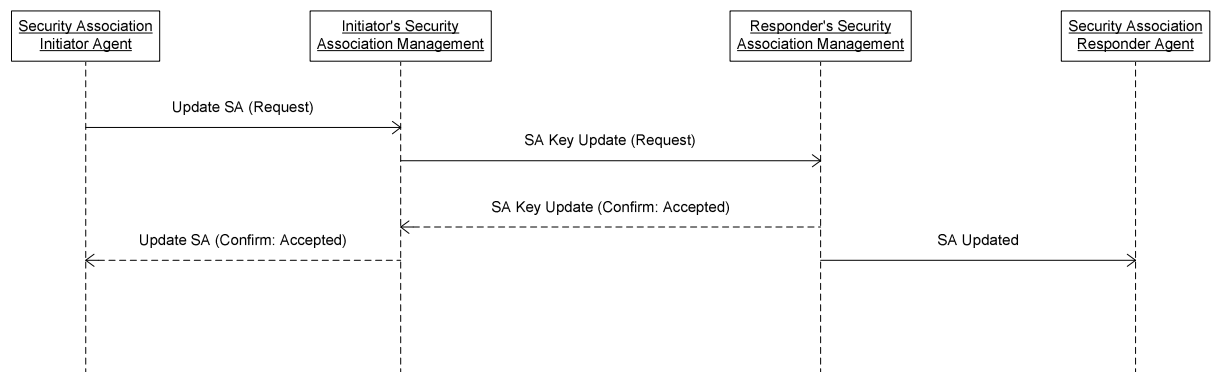 Security Association
Initiator Agent
Initiator's Security
Association Management
Responder's Security
Association Management
Security Association
Responder Agent
Update SA (Request)
SA Key Update (Request)
SA Key Update (Confirm: Accepted)
Update SA (Confirm: Accepted)
SA Updated